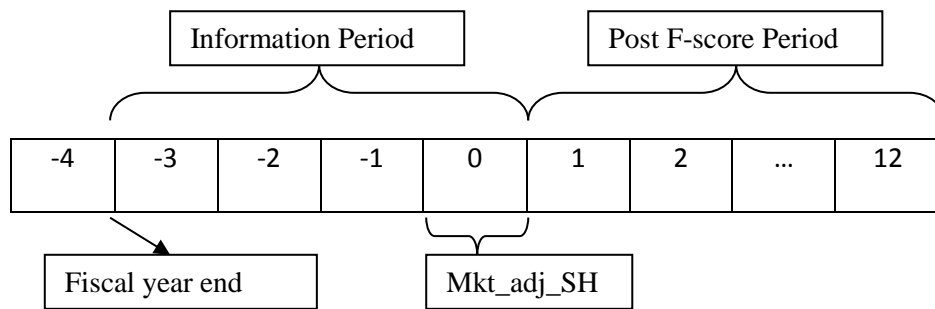 Information Period
Post F-score Period
-4 -3 -2 -1 0 1 2 ... 12
Fiscal year end
Mkt_adj_SH